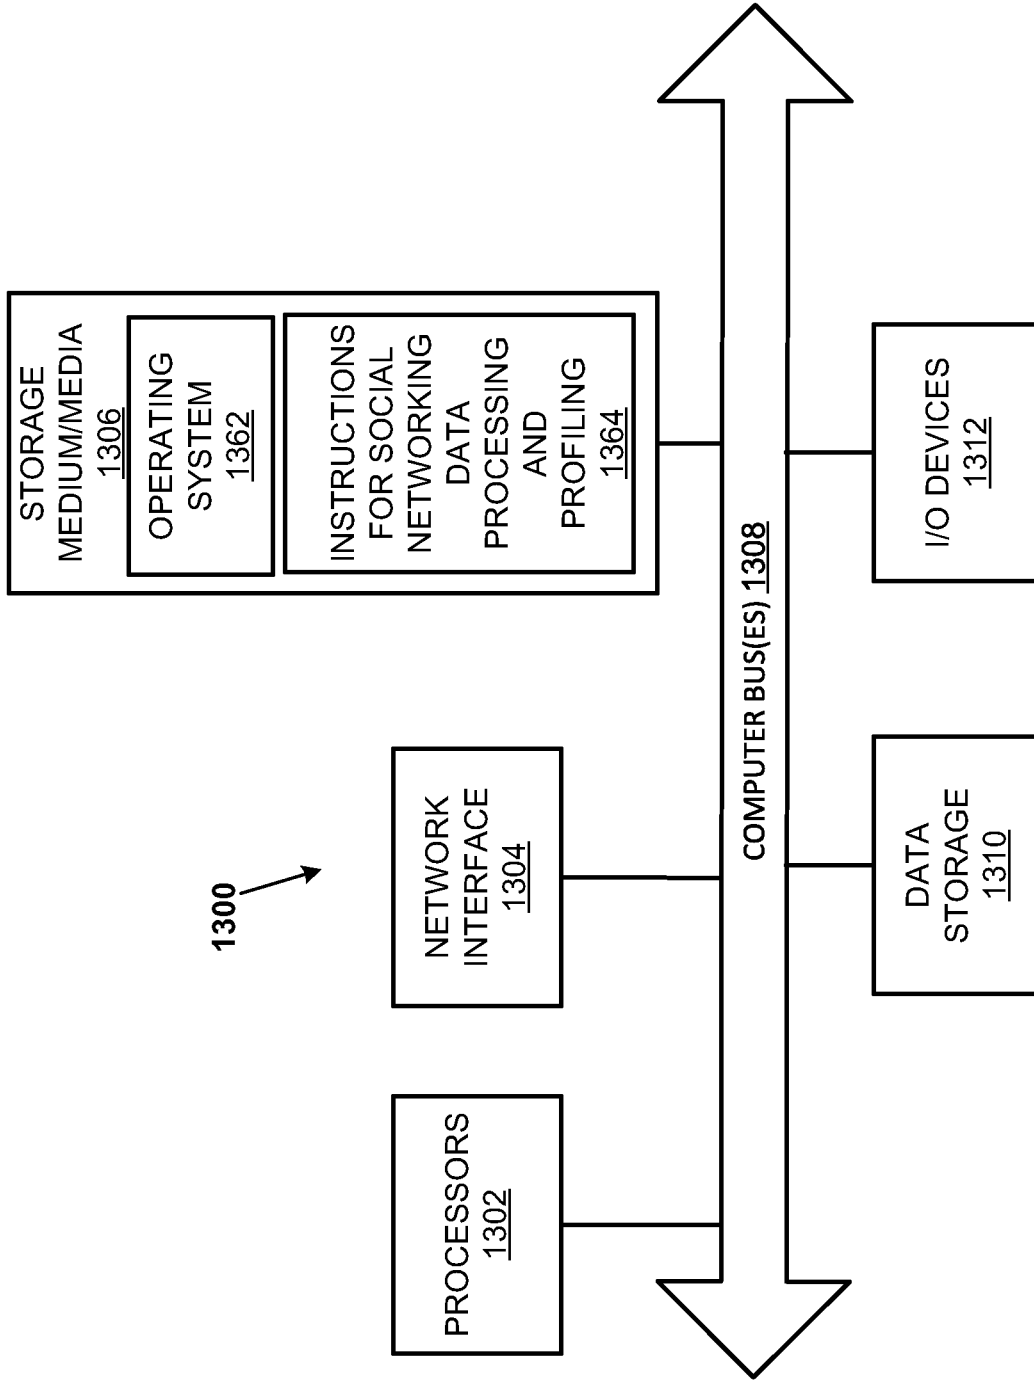 1300
PROCESSORS
1302
NETWORK
INTERFACE
1304
STORAGE
MEDIUM/MEDIA
1306
OPERATING
SYSTEM
1362
INSTRUCTIONS
FOR SOCIAL
NETWORKING
DATA
PROCESSING
AND
PROFILING
1364
COMPUTER BUS(ES) 1308
DATA
STORAGE
1310
I/O DEVICES
1312